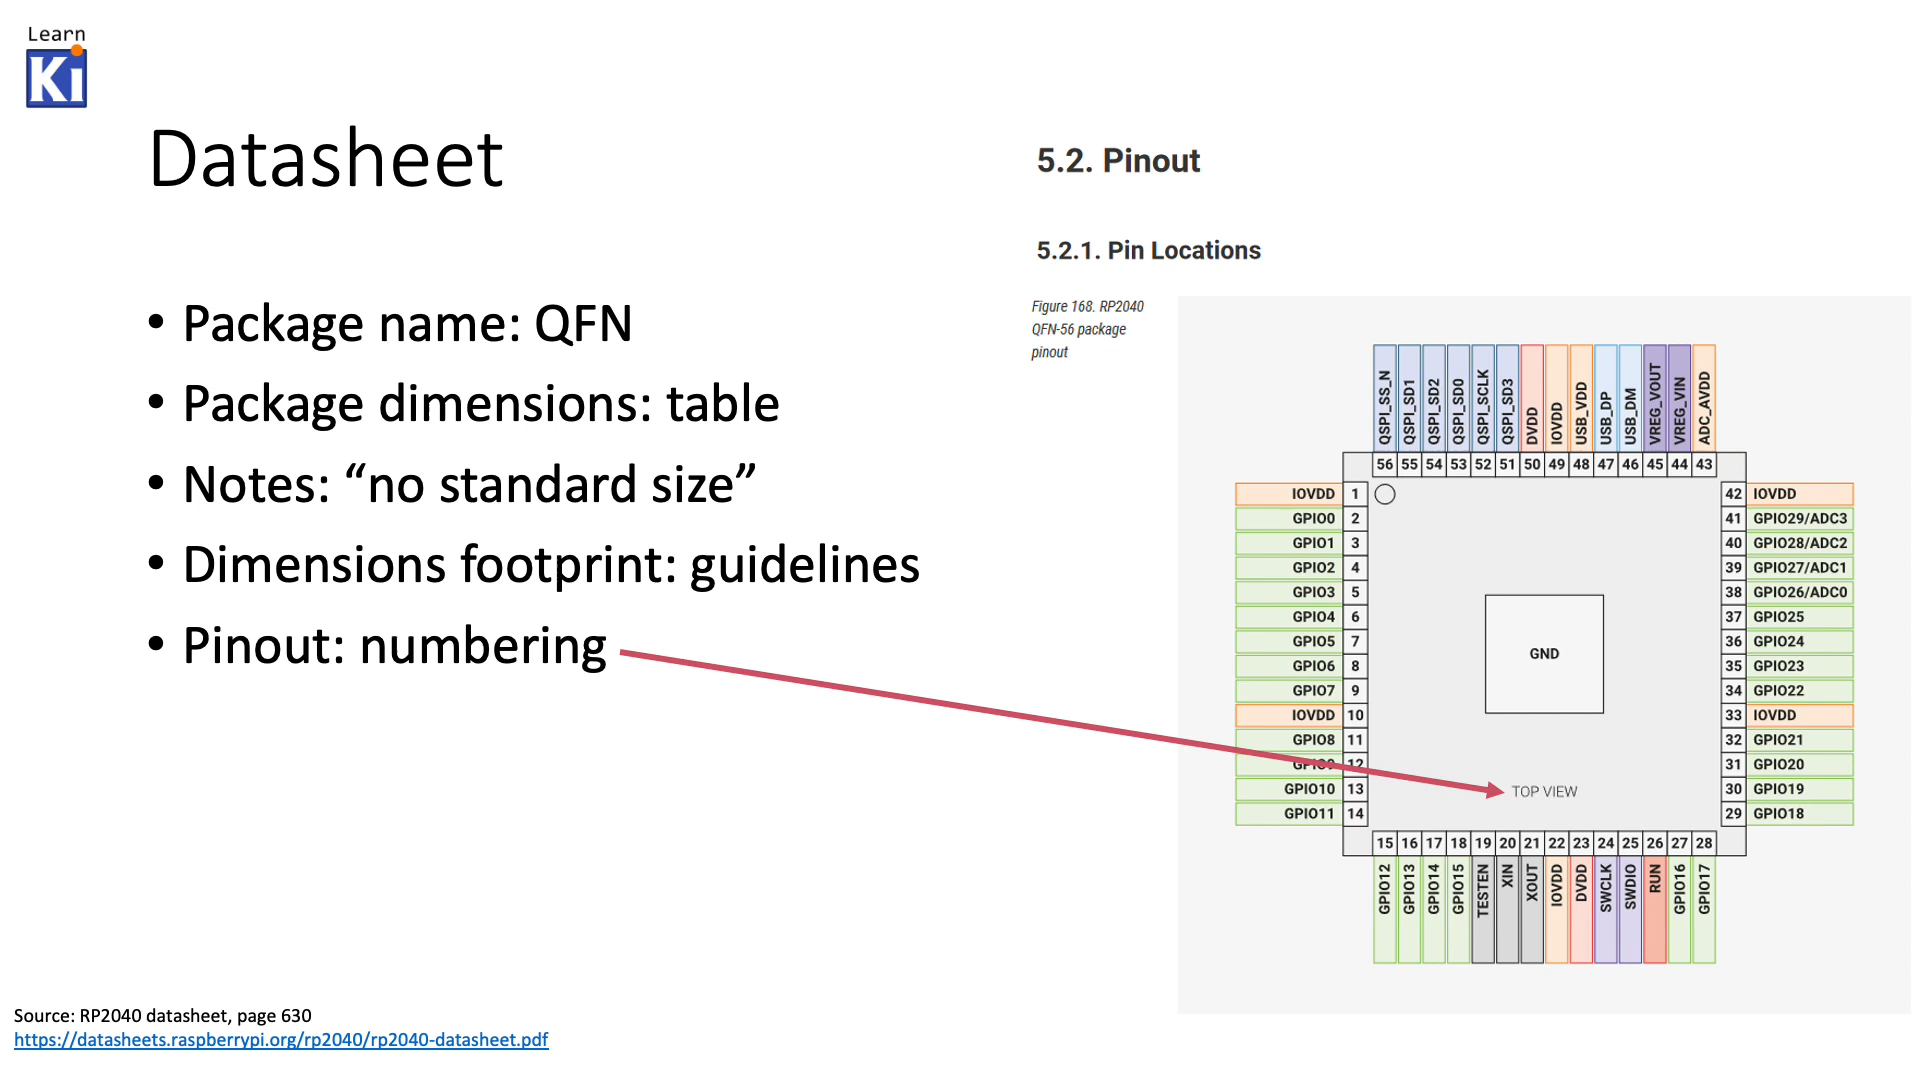 Learn
Ki
Datasheet
• Package name: QFN
• Package dimensions: table
• Notes: “no standard size”
• Dimensions footprint: guidelines
• Pinout: numbering
Source: RP2040 datasheet, page 630
https://datasheets.raspberrypi.org/rp2040/rp2040-datasheet.pdf
5.2. Pinout
5.2.1. Pin Locations
Figure 168. RP2040
QFN-56 package
pinout
QSPI_SS_N QSPI_SD1 QSPI_SD2 QSPI_SD0 QSPI_SCLK QSPI_SD3 DVDD IOVDD USB_VDD USB_DP USB_DM VREG_VOUT VREG_VIN ADC_AVDD
56 55 54 53 52 51 50 49 48 47 46 45 44 43
IOVDD 1 42 IOVDD
GPIO0 2 41 GPIO29/ADC3
GPIO1 3 40 GPIO28/ADC2
GPIO2 4 39 GPIO27/ADC1
GPIO3 5 38 GPIO26/ADC0
GPIO4 6 37 GPIO25
GPIO5 7 36 GPIO24
GND
GPIO6 8 35 GPIO23
GPIO7 9 34 GPIO22
IOVDD 10 33 IOVDD
GPIO8 11 32 GPIO21
GPIO9 12 31 GPIO20
GPIO10 13 TOP VIEW 30 GPIO19
GPIO11 14 29 GPIO18
15 16 17 18 19 20 21 22 23 24 25 26 27 28
GPIO12 GPIO13 GPIO14 GPIO15 TESTEN XIN XOUT IOVDD DVDD SWCLK SWDIO RUN GPIO16 GPIO17